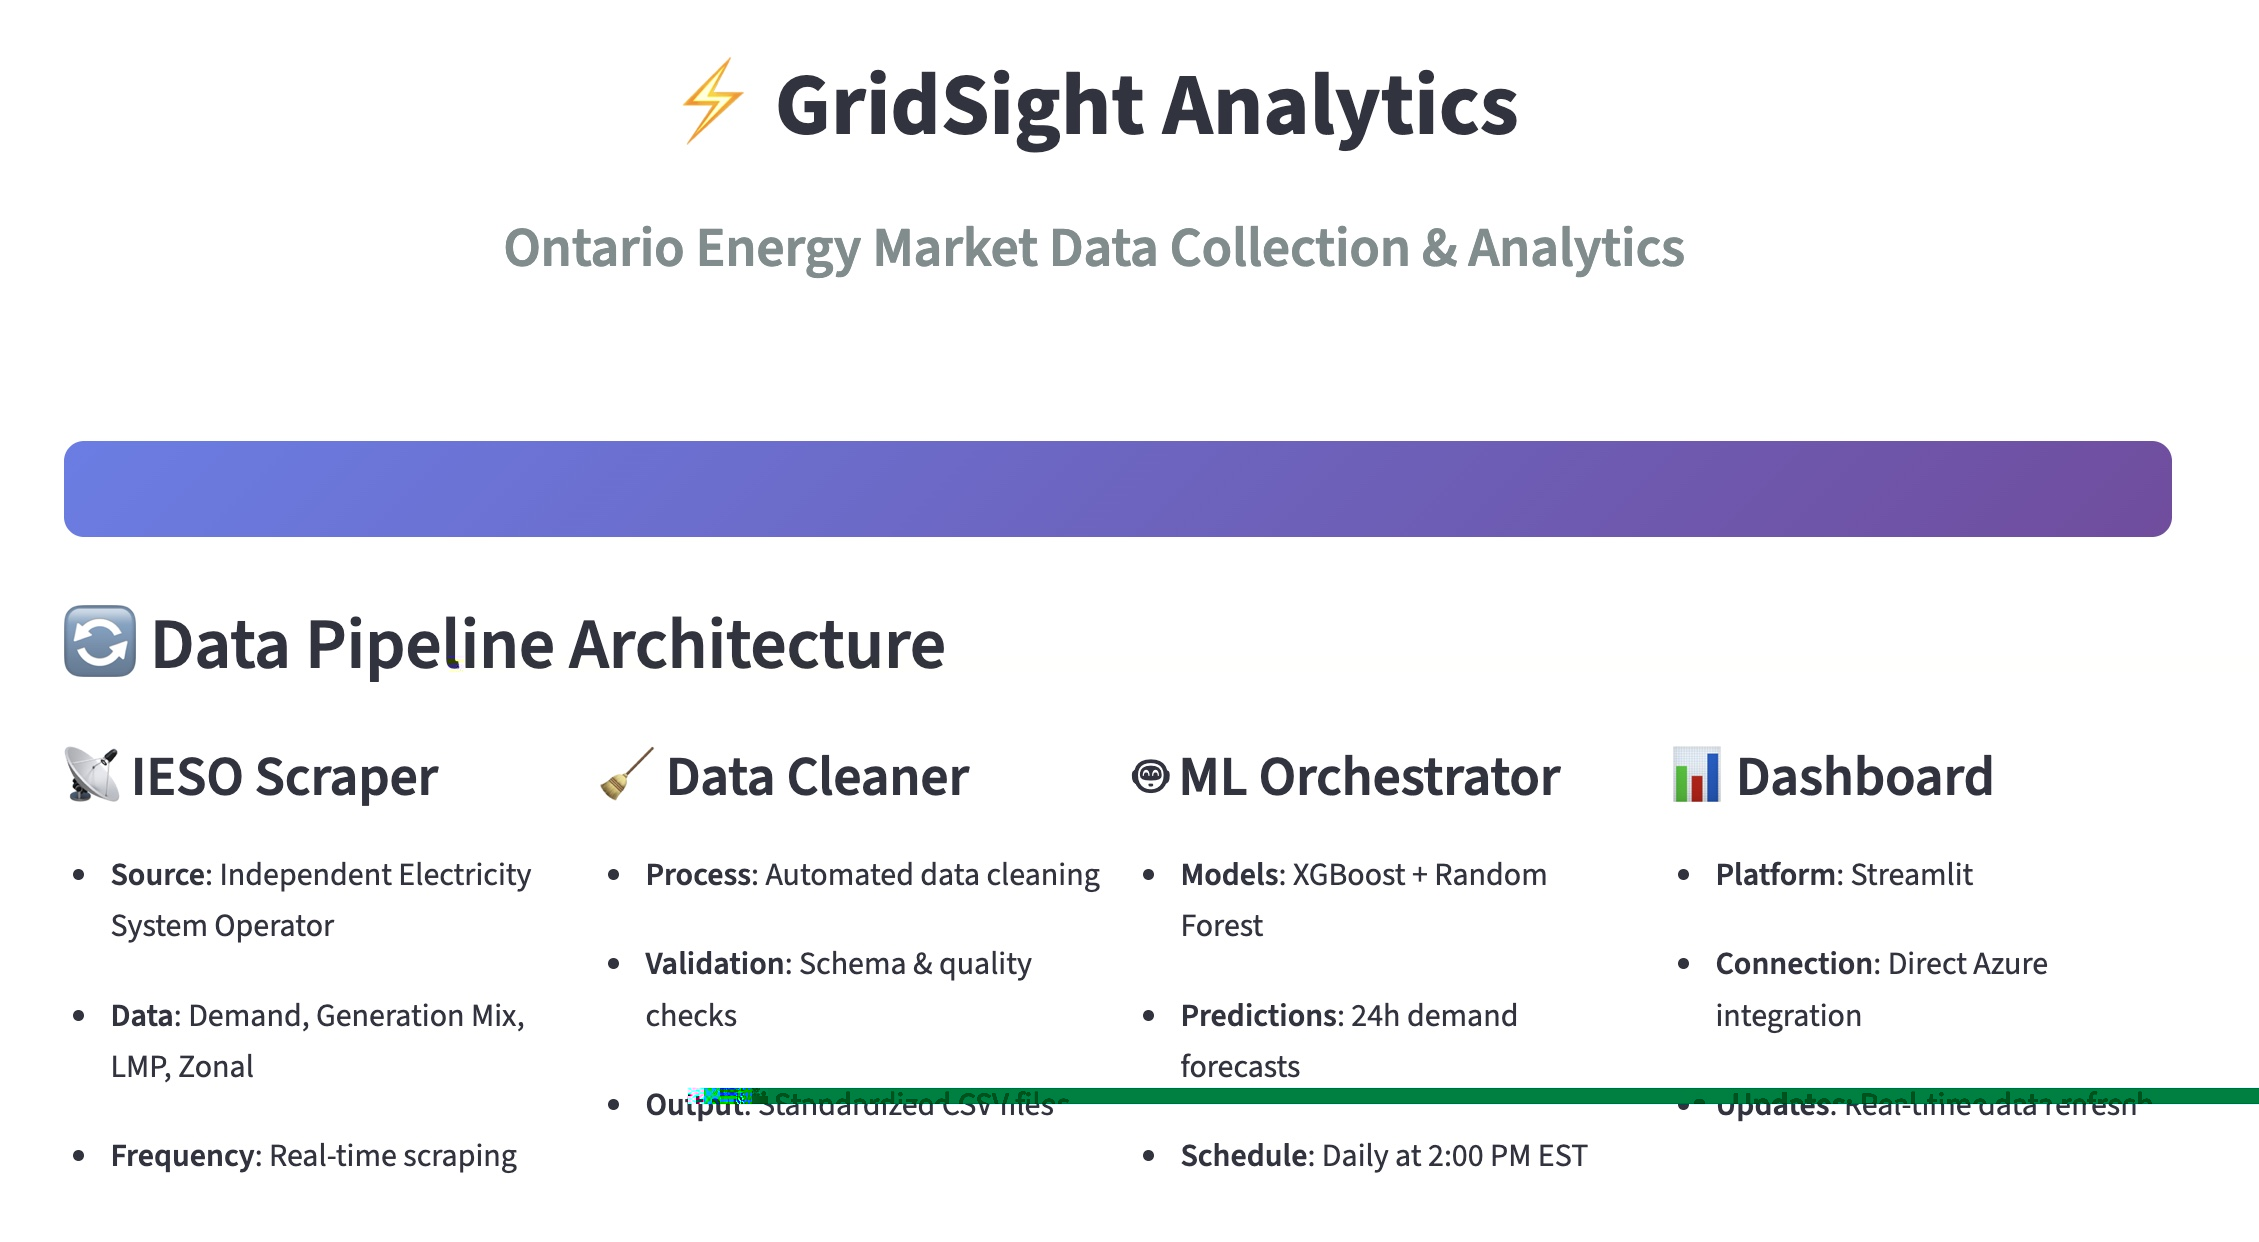 GridSight Analytics
Ontario Energy Market Data Collection & Analytics
Data Pipeline Architecture
IESO Scraper
Source: Independent Electricity
System Operator
Data: Demand, Generation Mix,
LMP, Zonal
Frequency: Real-time scraping
Data Cleaner
Process: Automated data cleaning
Validation: Schema & quality
checks
Output: Standardized CSV files
ML Orchestrator
Models: XGBoost + Random
Forest
Predictions: 24h demand
forecasts
Schedule: Daily at 2:00 PM EST
Dashboard
Platform: Streamlit
Connection: Direct Azure
integration
Updates: Real-time data refresh